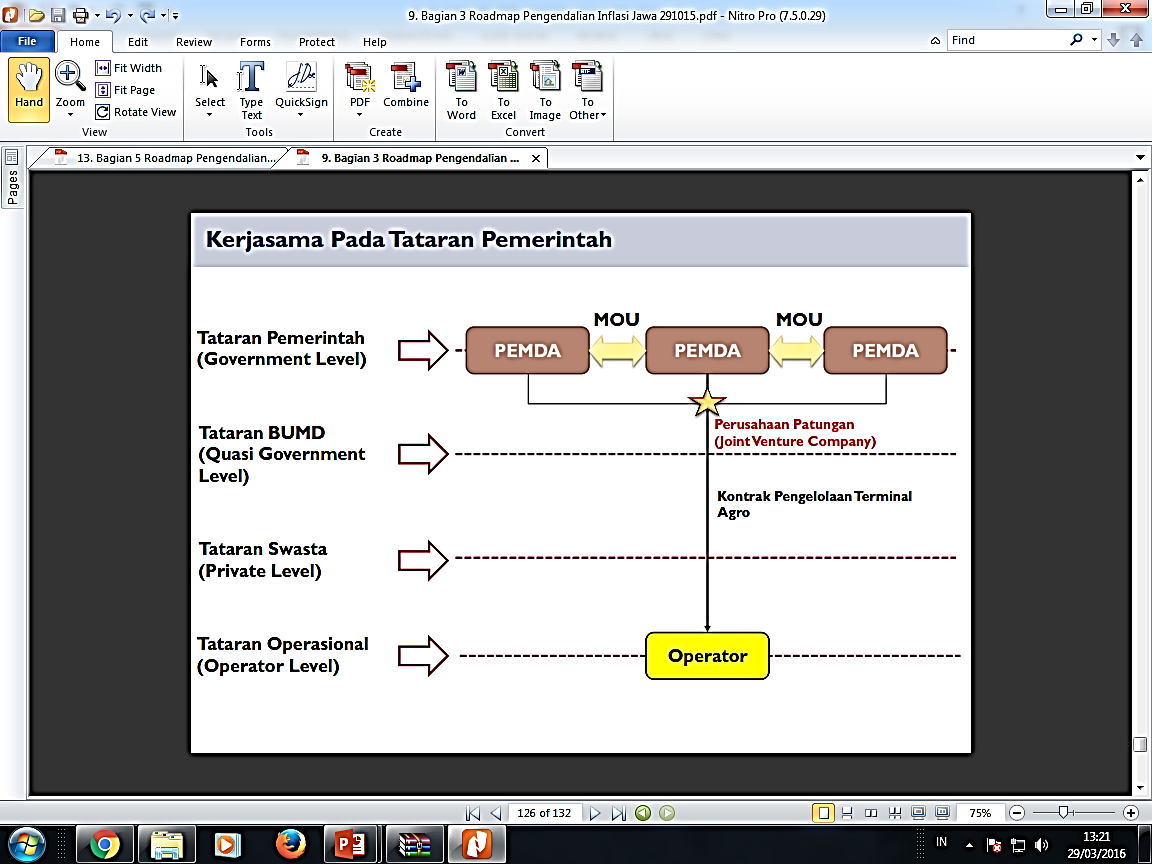 9. Bagian 3 Roadmap Pengendalian Inflasi Jawa 291015.pdf - Nitro Pro (7.5.0.29)
File Home Edit Review Forms Protect Help Find
Fit Width
Fit Page
Rotate View
Hand Zoom Select Type Text QuickSign PDF Combine To Word To Excel To Image To Other
View Tools Create Convert
13. Bagian 5 Roadmap Pengendalian... 9. Bagian 3 Roadmap Pengendalian ...
Pages
Kerjasama Pada Tataran Pemerintah
MOU MOU
Tataran Pemerintah
(Government Level)
PEMDA PEMDA PEMDA
Perusahaan Patungan
(Joint Venture Company)
Tataran BUMD
(Quasi Government
Level)
Kontrak Pengelolaan Terminal
Agro
Tataran Swasta
(Private Level)
Tataran Operasional
(Operator Level)
Operator
126 of 132 75%
IN 13:21
29/03/2016